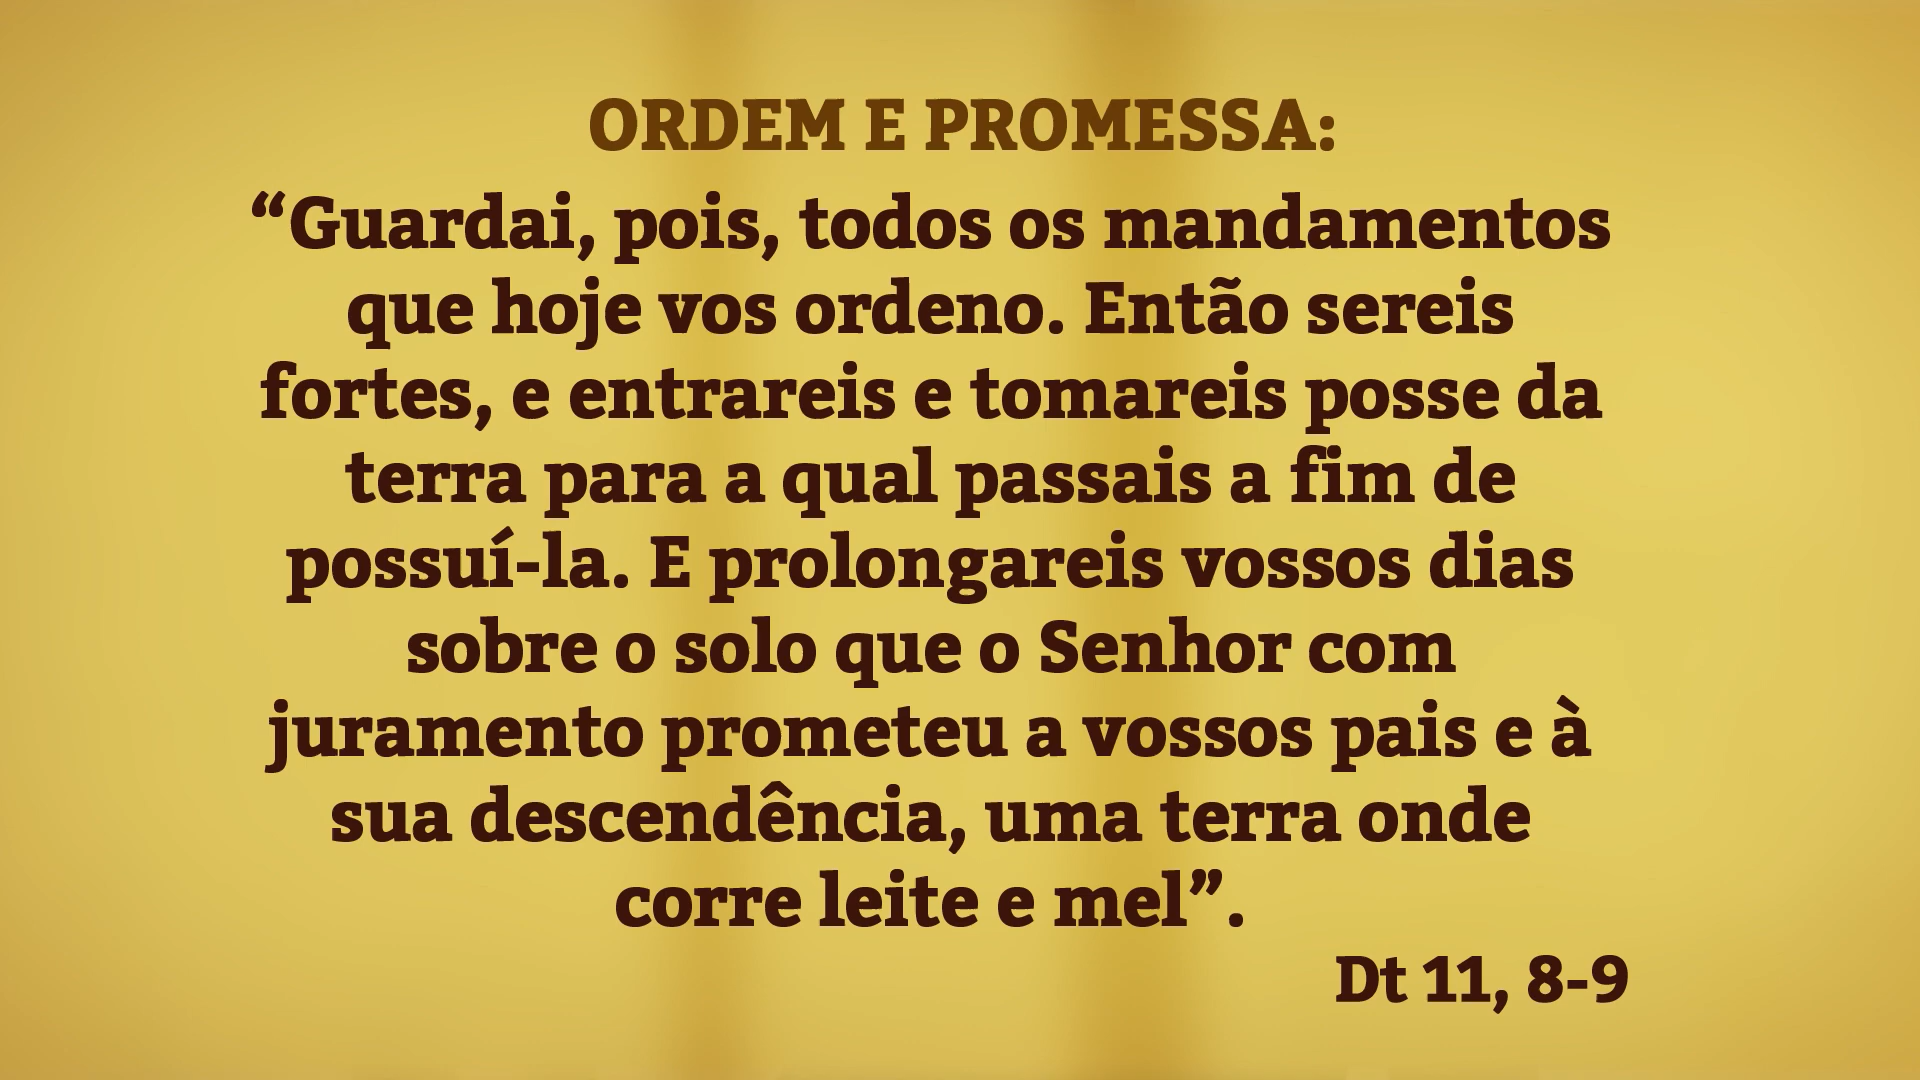 ORDEM E PROMESSA:
“Guardai, pois, todos os mandamentos
que hoje vos ordeno. Então sereis
fortes, e entrareis e tomareis posse da
terra para a qual passais a fim de
possuí-la. E prolongareis vossos dias
sobre o solo que o Senhor com
juramento prometeu a vossos pais e à
sua descendência, uma terra onde
corre leite e mel”.
Dt 11, 8-9